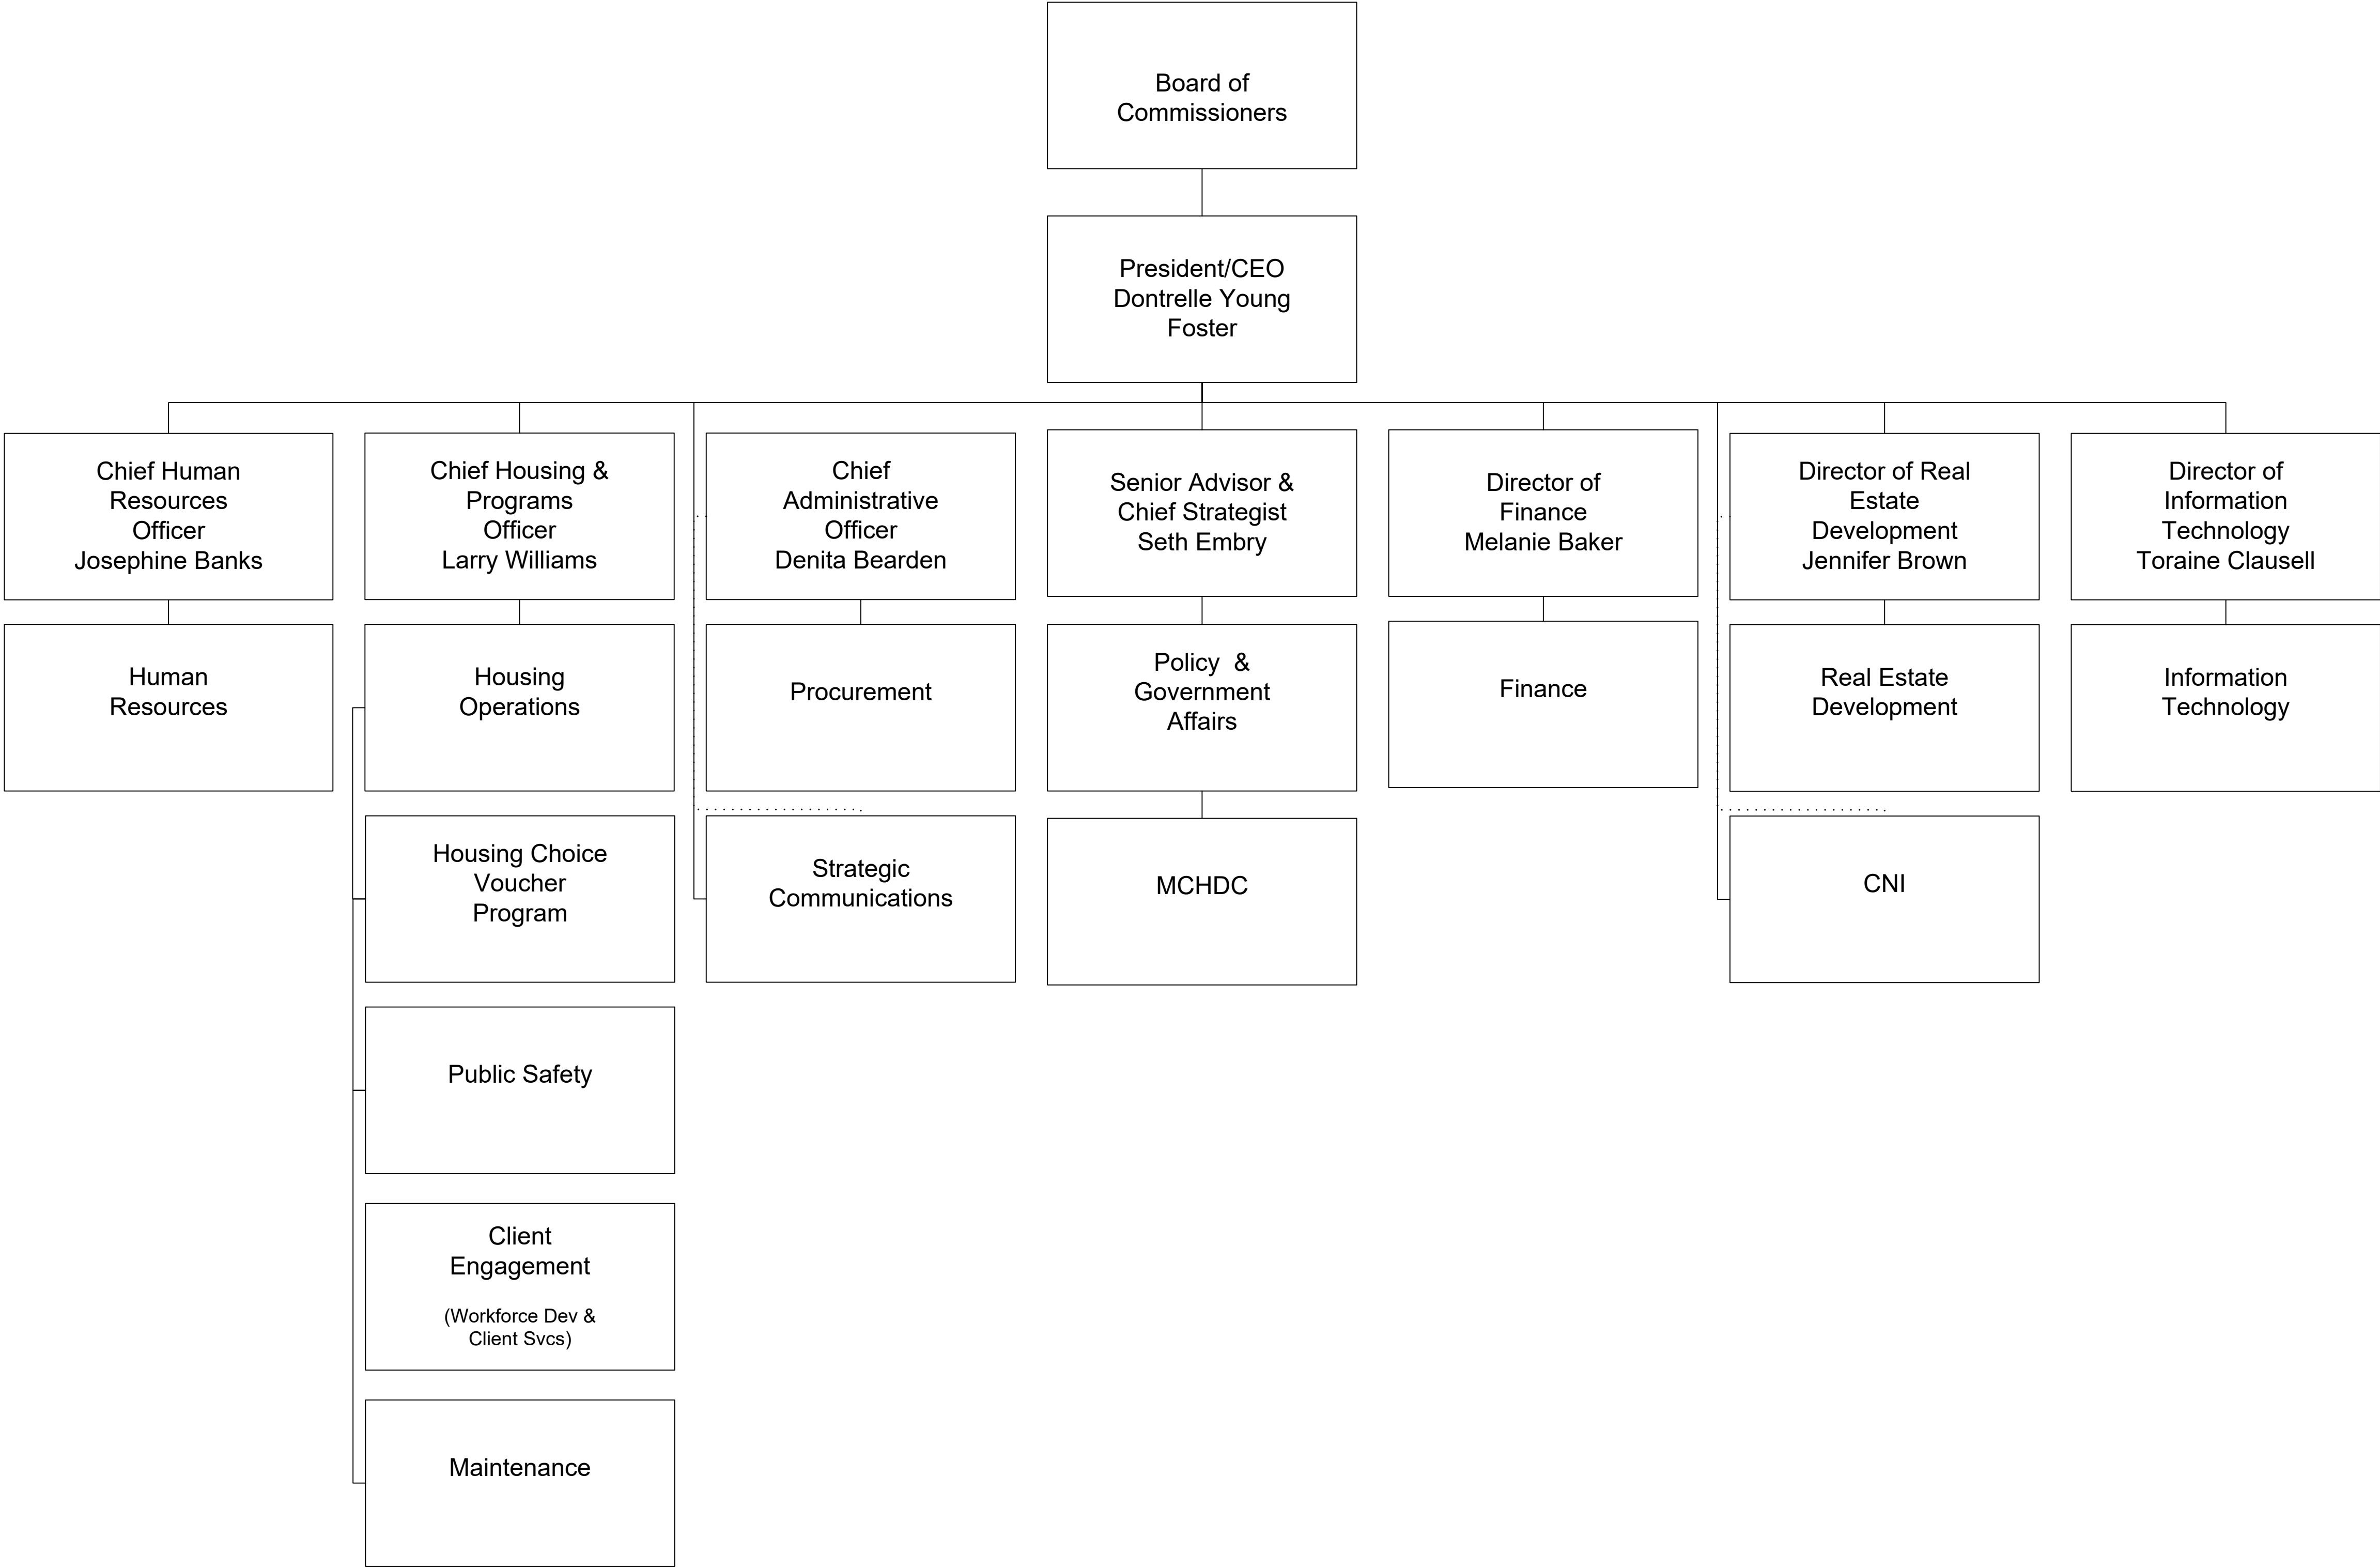 Board of
Commissioners
President/CEO
Dontrelle Young
Foster
Chief Human
Resources
Officer
Josephine Banks
Chief Housing &
Programs
Officer
Larry Williams
Chief
Administrative
Officer
Denita Bearden
Senior Advisor &
Chief Strategist
Seth Embry
Director of
Finance
Melanie Baker
Director of Real
Estate
Development
Jennifer Brown
Director of
Information
Technology
Toraine Clausell
Human
Resources
Housing
Operations
Procurement
Policy & 
Government
Affairs
Finance
Real Estate
Development
Information
Technology
Housing Choice
Voucher
Program
Strategic
Communications
MCHDC
CNI
Public Safety
Client
Engagement
(Workforce Dev &
Client Svcs)
Maintenance